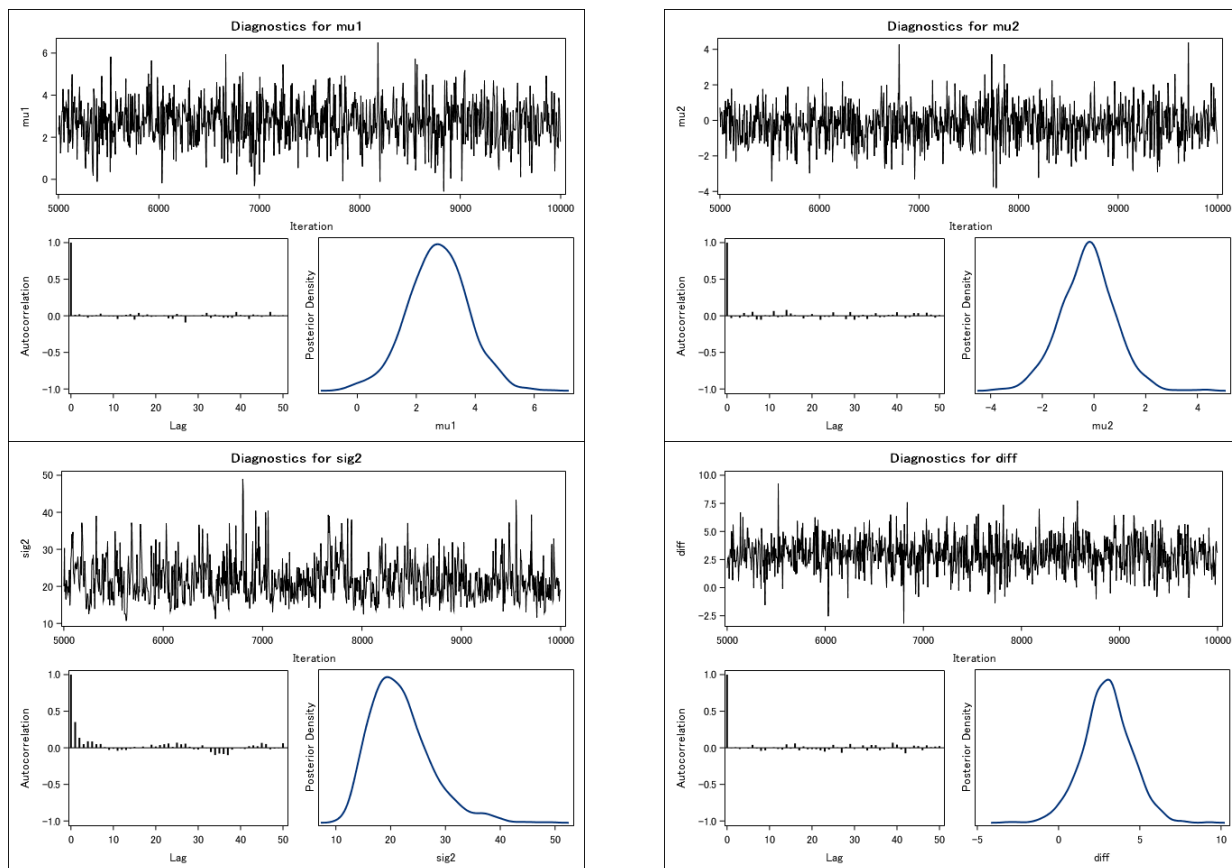 Diagnostics for mu1
mu1
6
4
2
0
5000 6000 7000 8000 9000 10000
Iteration
Autocorrelation
1.0
0.5
0.0
−0.5
−1.0
0 10 20 30 40 50
Lag
Posterior Density
0 2 4 6
mu1
Diagnostics for mu2
mu2
4
2
0
−2
−4
5000 6000 7000 8000 9000 10000
Iteration
Autocorrelation
1.0
0.5
0.0
−0.5
−1.0
0 10 20 30 40 50
Lag
Posterior Density
−4 −2 0 2 4
mu2
Diagnostics for sig2
sig2
50
40
30
20
10
5000 6000 7000 8000 9000 10000
Iteration
Autocorrelation
1.0
0.5
0.0
−0.5
−1.0
0 10 20 30 40 50
Lag
Posterior Density
10 20 30 40 50
sig2
Diagnostics for diff
diff
10.0
7.5
5.0
2.5
0.0
−2.5
5000 6000 7000 8000 9000 10000
Iteration
Autocorrelation
1.0
0.5
0.0
−0.5
−1.0
0 10 20 30 40 50
Lag
Posterior Density
−5 0 5 10
diff